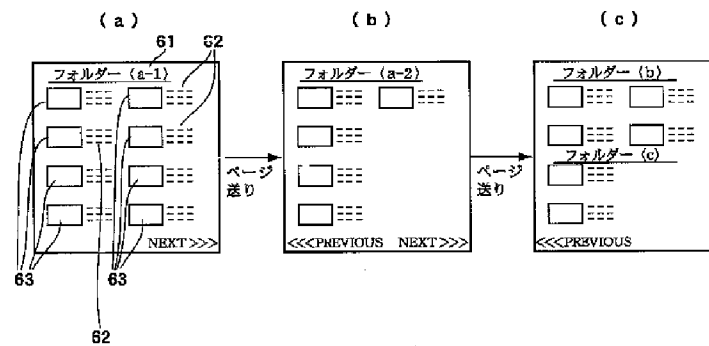 (a)
(b)
(c)
61
62
フォルダー(a-1)
フォルダー(a-2)
フォルダー(b)
フォルダー(c)
ページ
送り
ページ
送り
NEXT>>>
<<<PREVIOUS NEXT>>>
<<<PREVIOUS
63
63
62